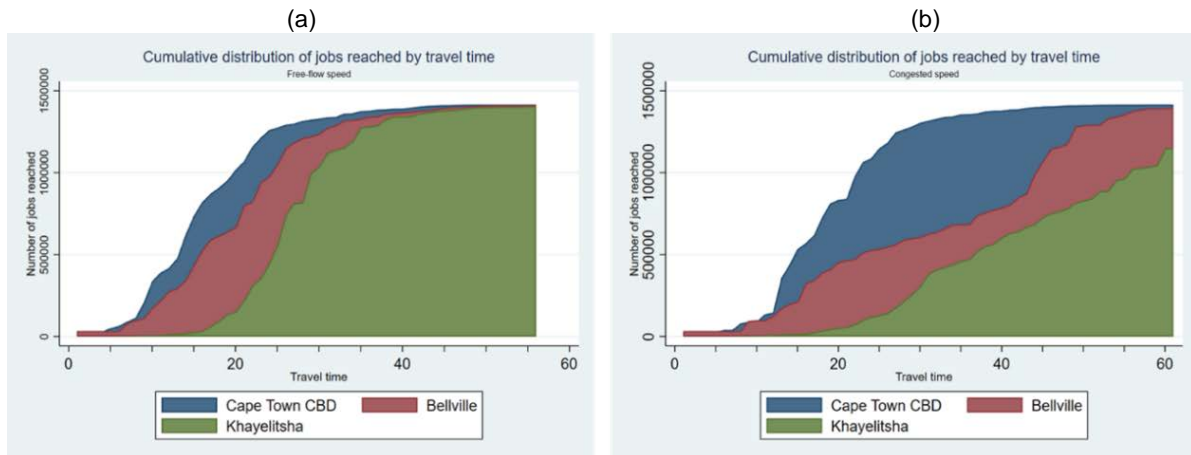 (a)
Cumulative distribution of jobs reached by travel time
Free-flow speed
Number of jobs reached
1500000
1000000
500000
0
0 20 40 60
Travel time
Cape Town CBD Bellville
Khayelitsha
(b)
Cumulative distribution of jobs reached by travel time
Congested speed
Number of jobs reached
1500000
1000000
500000
0
0 20 40 60
Travel time
Cape Town CBD Bellville
Khayelitsha